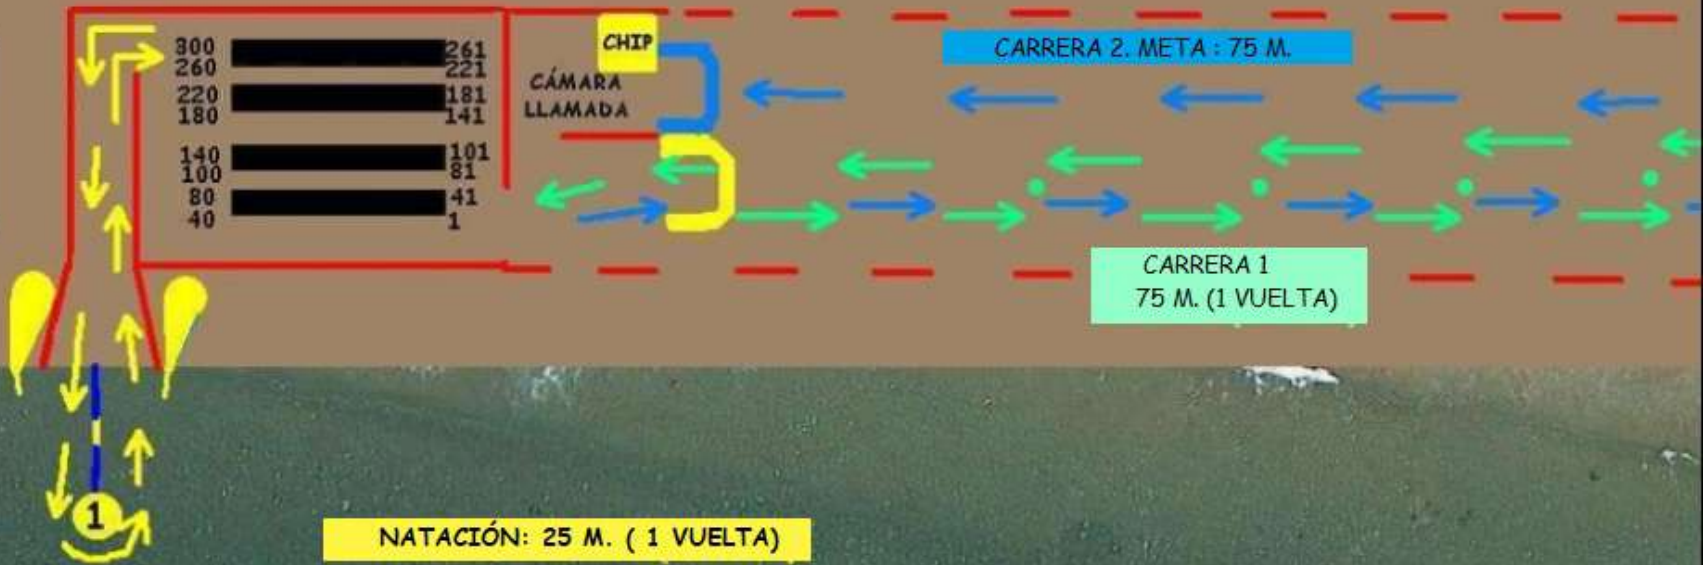 CHIP
CARRERA 2. META : 75 M.
CÁMARA
LLAMADA
300 261
260 221
220 181
180 141
140 101
100 81
80 41
40 1
CARRERA 1
75 M. (1 VUELTA)
1
NATACIÓN: 25 M. ( 1 VUELTA)